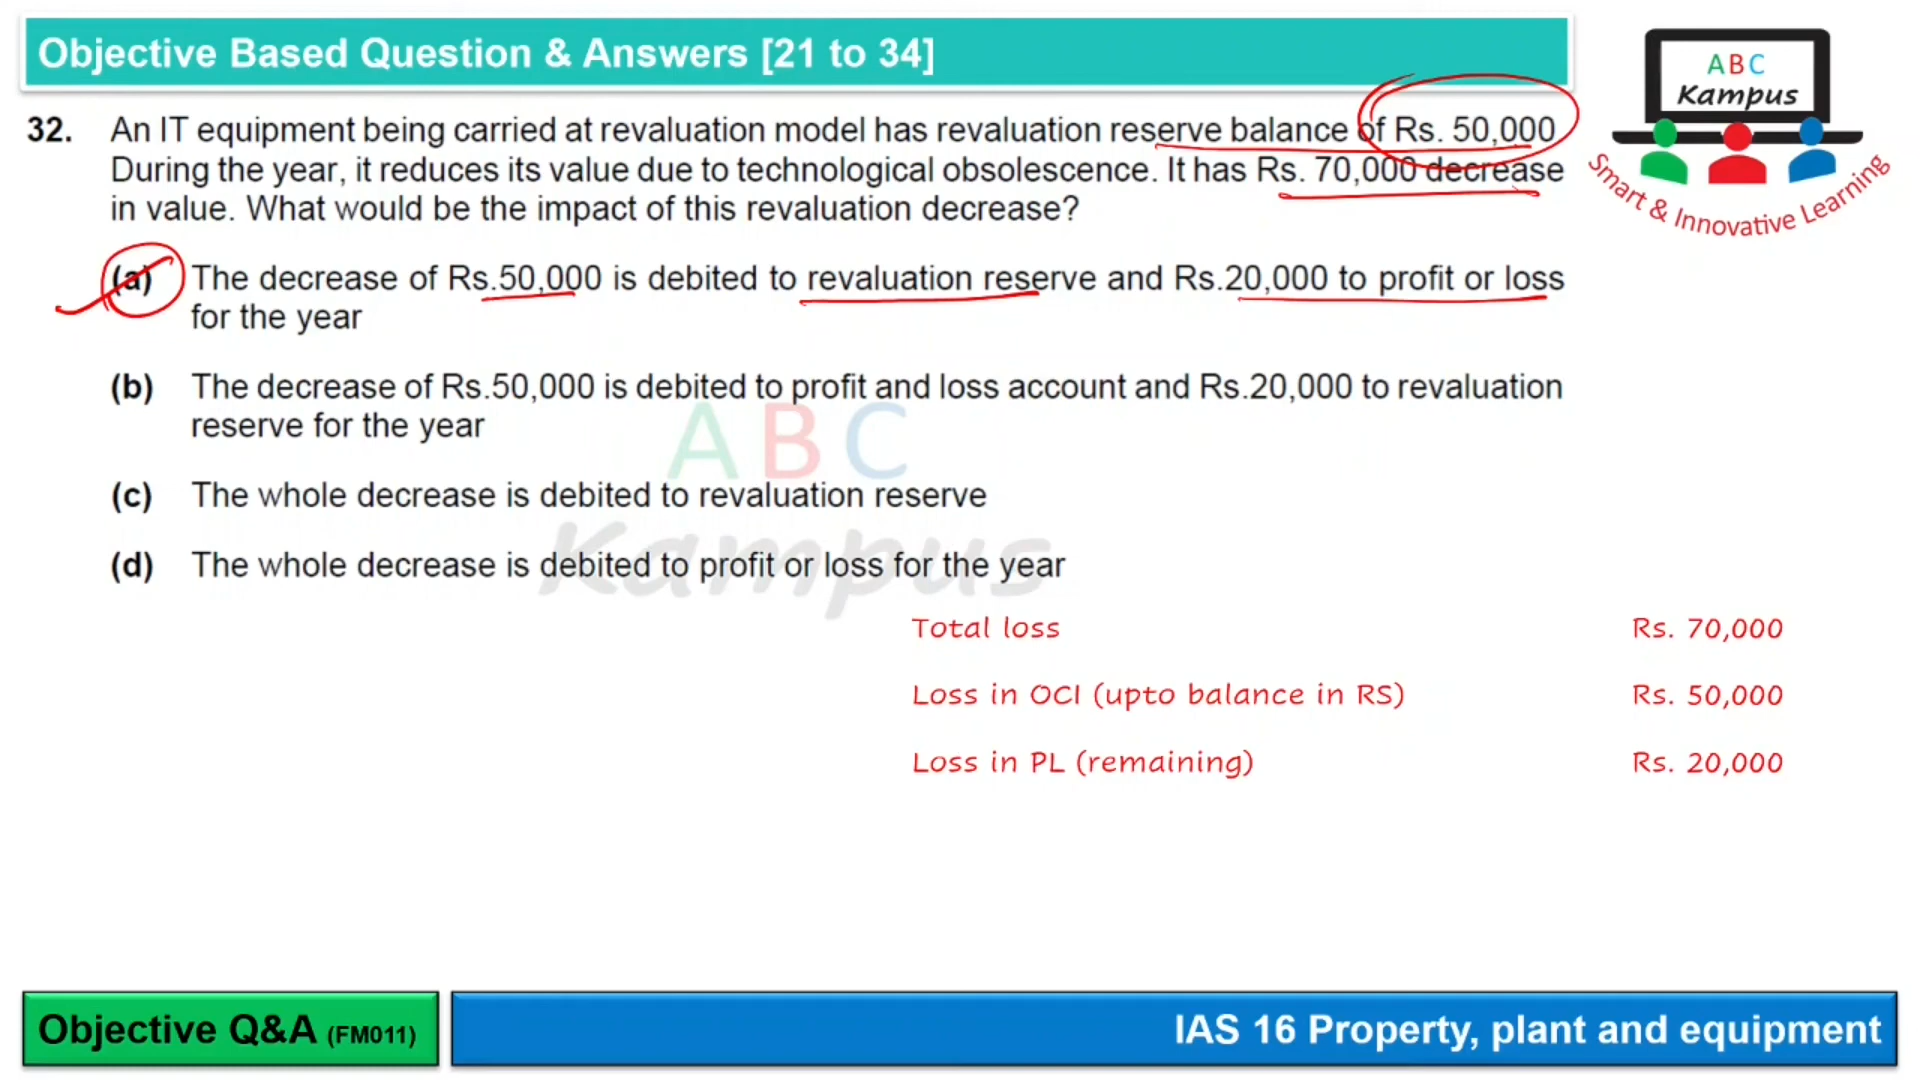 Objective Based Question & Answers [21 to 34]
ABC
Kampus
Smart & Innovative Learning
32. An IT equipment being carried at revaluation model has revaluation reserve balance of Rs. 50,000
During the year, it reduces its value due to technological obsolescence. It has Rs. 70,000 decrease
in value. What would be the impact of this revaluation decrease?
(a) The decrease of Rs.50,000 is debited to revaluation reserve and Rs.20,000 to profit or loss
for the year
(b) The decrease of Rs.50,000 is debited to profit and loss account and Rs.20,000 to revaluation
reserve for the year
ABC
(c) The whole decrease is debited to revaluation reserve
Kampus
(d) The whole decrease is debited to profit or loss for the year
Total loss Rs. 70,000
Loss in OCI (upto balance in RS) Rs. 50,000
Loss in PL (remaining) Rs. 20,000
Objective Q&A (FM011)
IAS 16 Property, plant and equipment